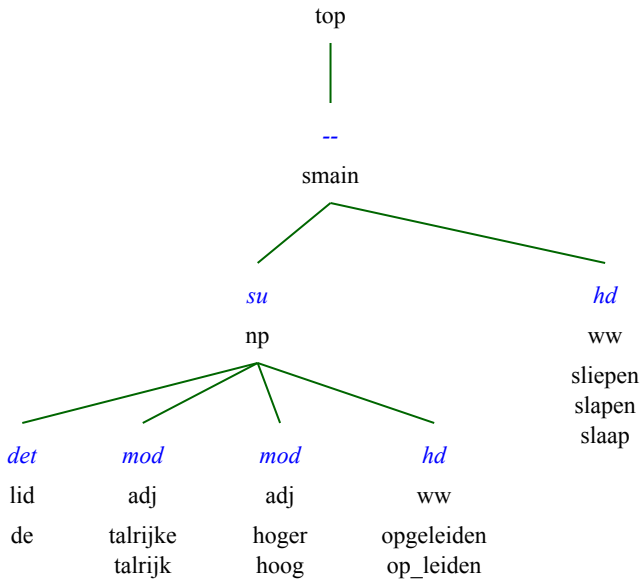 top
--
smain
su hd
np ww
sliepen
slapen
slaap
det mod mod hd
lid adj adj ww
de talrijke hoger opgeleiden
talrijk hoog op_leiden